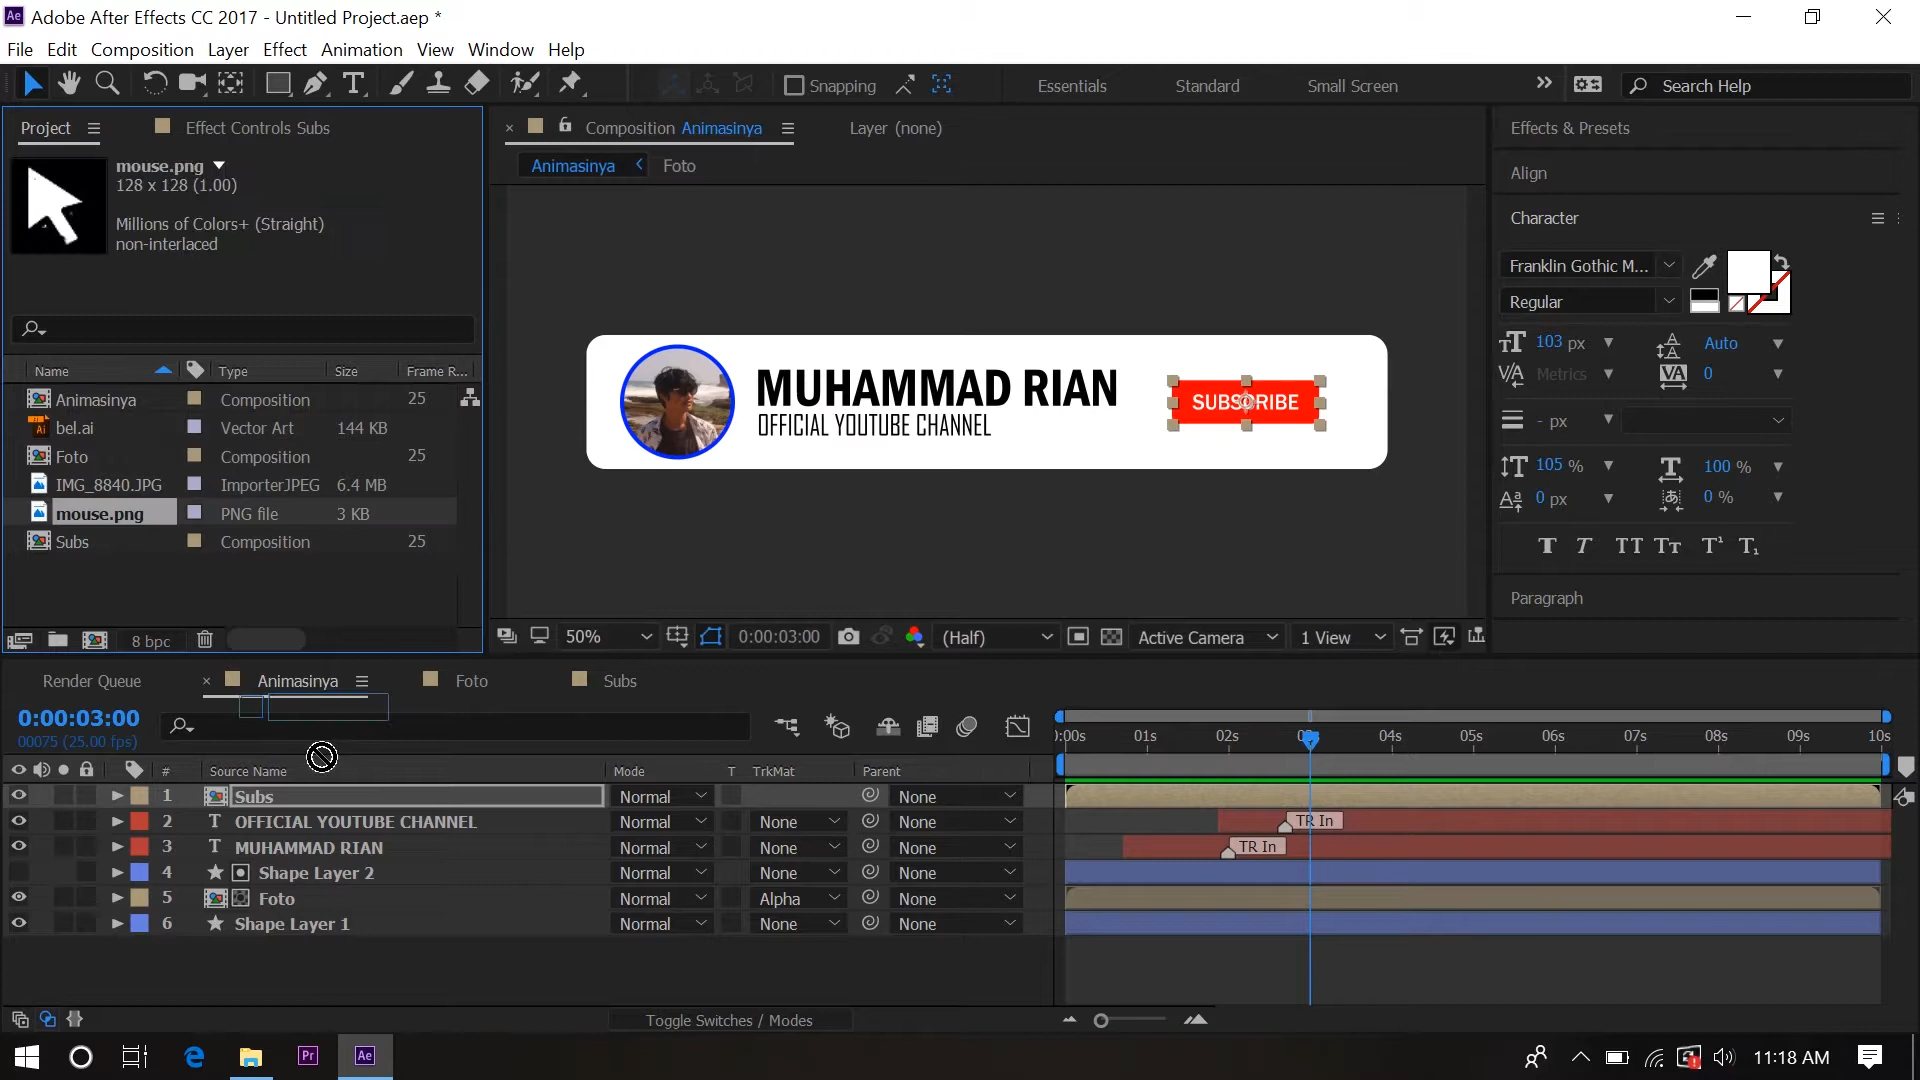 Adobe After Effects CC 2017 - Untitled Project.aep *
File Edit Composition Layer Effect Animation View Window Help
Snapping Essentials Standard Small Screen Search Help
Project Effect Controls Subs
mouse.png
128 x 128 (1.00)
Millions of Colors+ (Straight)
non-interlaced
Name Type Size Frame R...
Animasinya Composition 25
bel.ai Vector Art 144 KB
Foto Composition 25
IMG_8840.JPG ImporterJPEG 6.4 MB
mouse.png PNG file 3 KB
Subs Composition 25
8 bpc
Composition Animasinya Layer (none)
Animasinya Foto
MUHAMMAD RIAN
OFFICIAL YOUTUBE CHANNEL
SUBSCRIBE
50% 0:00:03:00 (Half) Active Camera 1 View
Effects & Presets
Align
Character
Franklin Gothic M...
Regular
103 px Auto
Metrics 0
- px
105 % 100 %
0 px 0 %
Paragraph
Render Queue Animasinya Foto Subs
0:00:03:00
00075 (25.00 fps)
:00s 01s 02s 04s 05s 06s 07s 08s 09s 10s
# Source Name Mode T TrkMat Parent
1 Subs Normal None
2 OFFICIAL YOUTUBE CHANNEL Normal None None TR In
3 MUHAMMAD RIAN Normal None None TR In
4 Shape Layer 2 Normal None None
5 Foto Normal Alpha None
6 Shape Layer 1 Normal None None
Toggle Switches / Modes
11:18 AM